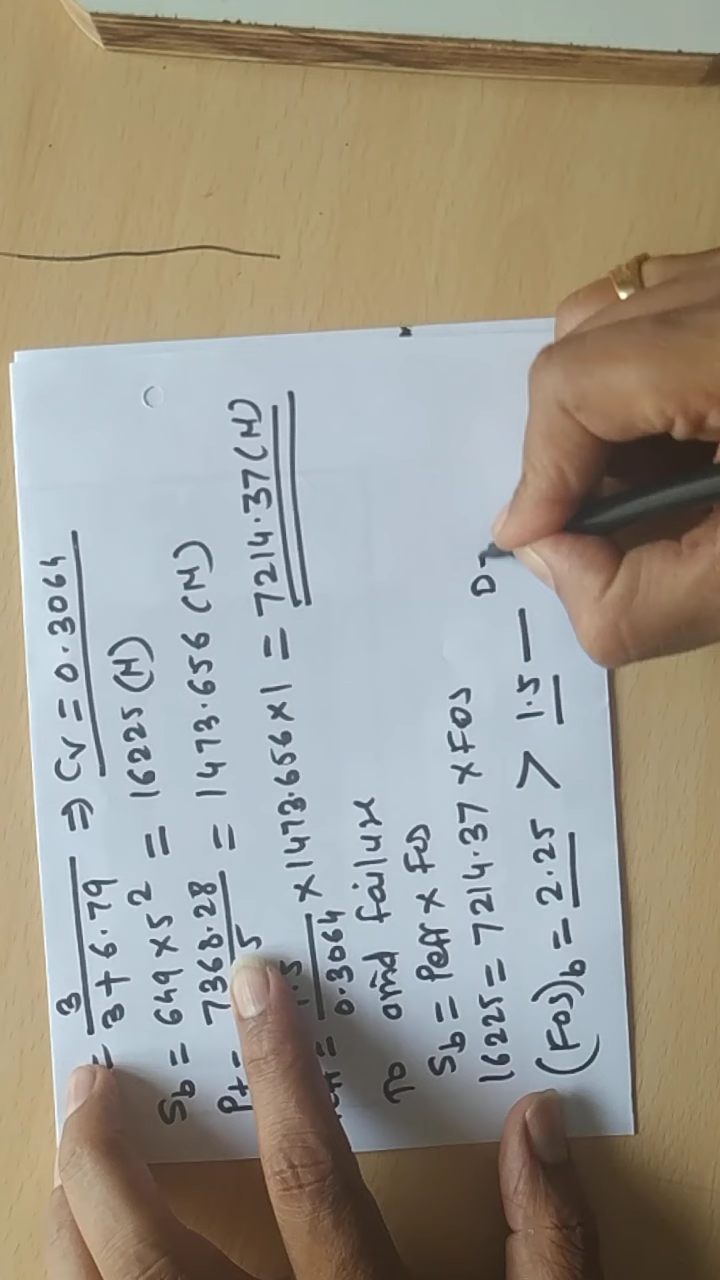 = 3 / 3 + 6.79 ⇒ Cv = 0.3064
Sb = 649 × 5² = 16225 (N)
Pt = 7368.28 / 5 = 1473.656 (N)
= 1.5 / 0.3064 × 1473.656 × 1 = 7214.37 (N)
To avoid failure
Sb = Peff × FOS
16225 = 7214.37 × FOS
(FOS)b = 2.25 > 1.5 — D